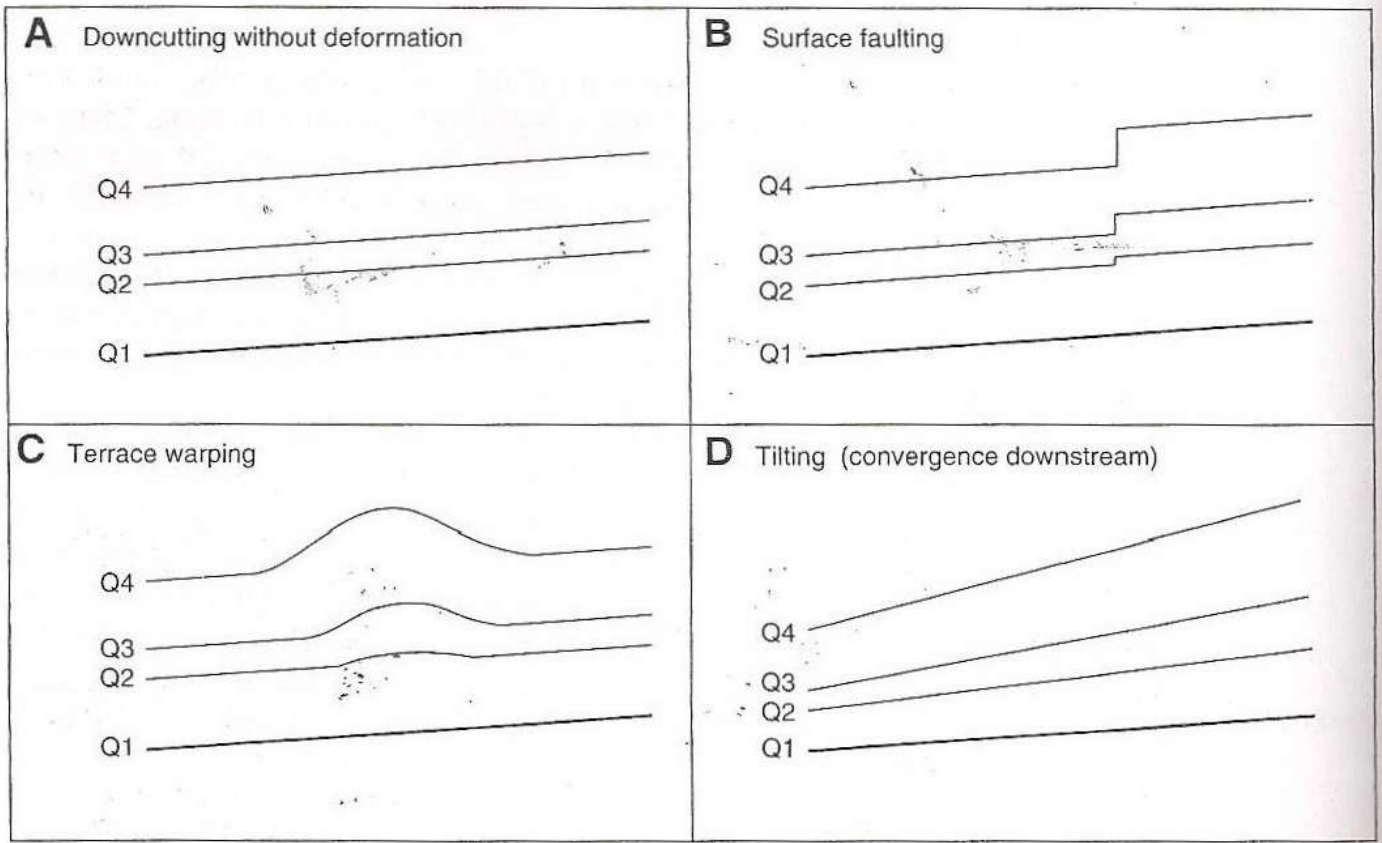 A Downcutting without deformation
Q4
Q3
Q2
Q1
B Surface faulting
Q4
Q3
Q2
Q1
C Terrace warping
Q4
Q3
Q2
Q1
D Tilting (convergence downstream)
Q4
Q3
Q2
Q1